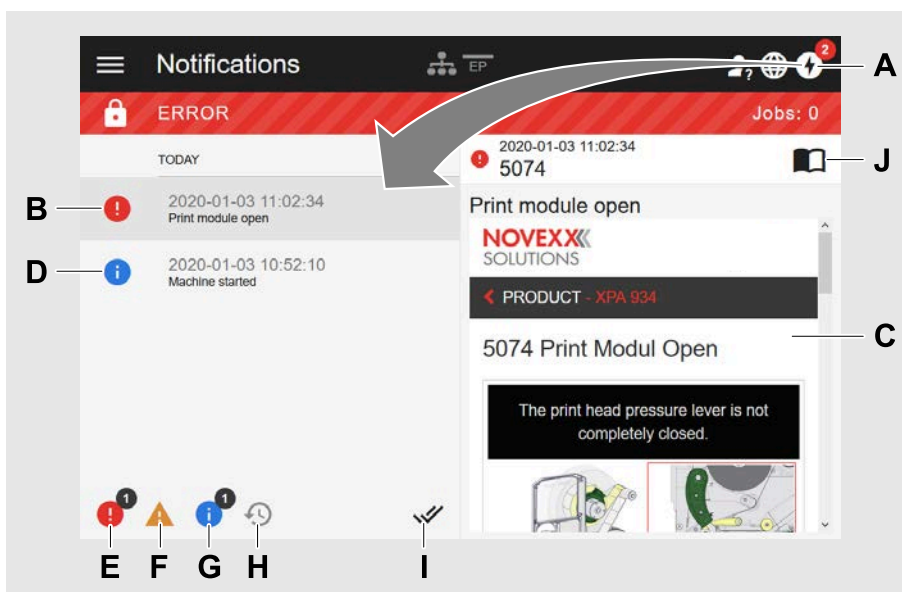 Notifications
EP
2
A
ERROR
Jobs: 0
TODAY
2020-01-03 11:02:34
5074
J
B
2020-01-03 11:02:34
Print module open
Print module open
NOVEXX
SOLUTIONS
D
2020-01-03 10:52:10
Machine started
PRODUCT - XPA 934
5074 Print Modul Open
C
The print head pressure lever is not
completely closed.
1
1
E
F
G
H
I